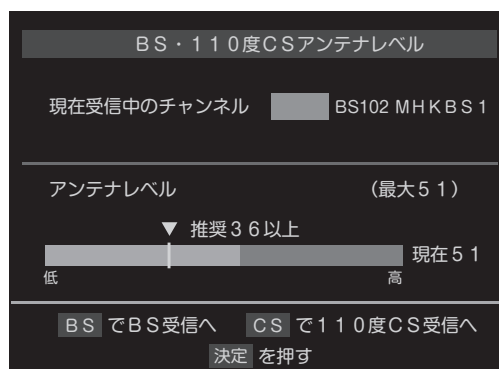 BS・110度CSアンテナレベル
現在受信中のチャンネル BS102 MHKBS1
アンテナレベル (最大51)
▼ 推奨36以上
現在51
低 高
BS でBS受信へ CS で110度CS受信へ
決定 を押す